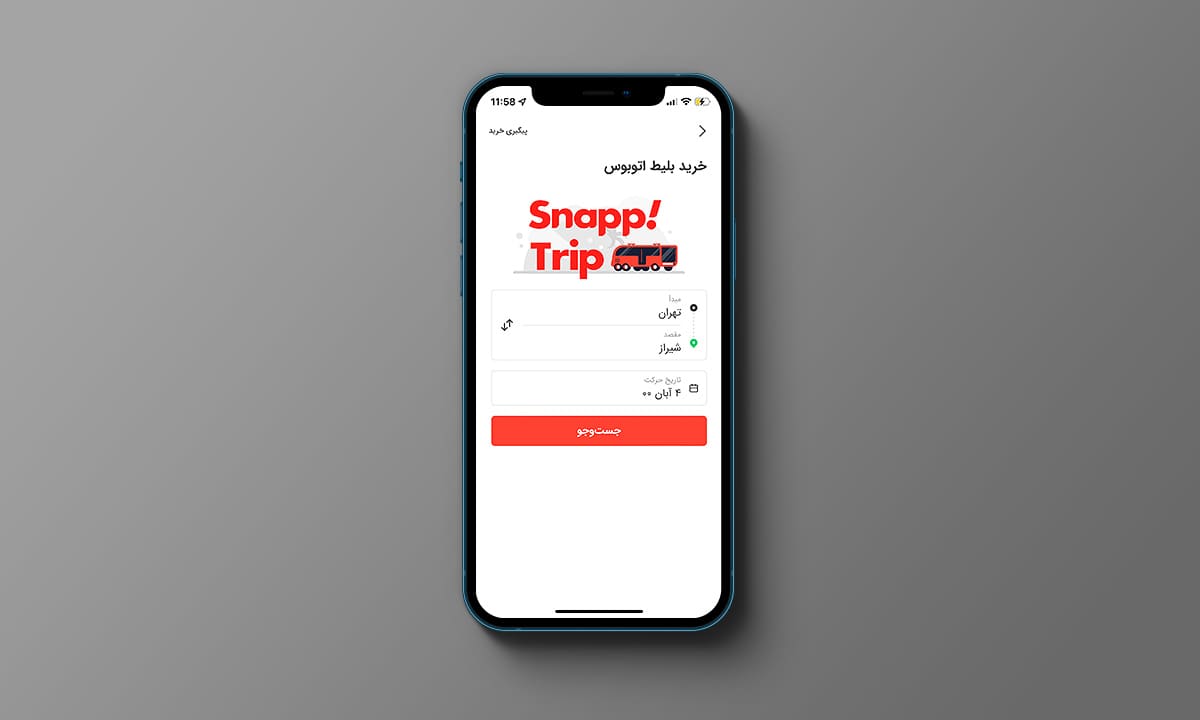 11:58
پیگیری خرید
خرید بلیط اتوبوس
Snapp!
Trip
مبدأ
تهران
مقصد
شیراز
تاریخ حرکت
۴ آبان ۰۰
جست‌وجو